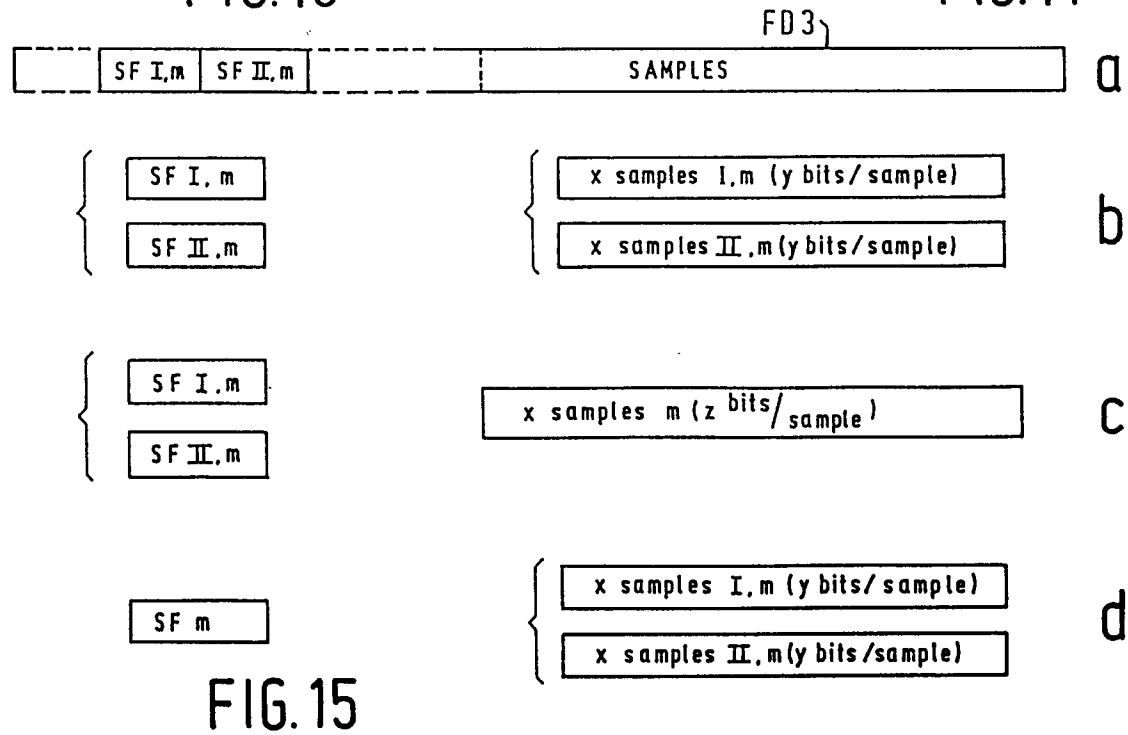 FD3
SF I,m SF II,m SAMPLES a
SF I, m x samples I,m (y bits/sample)
b
SF II,m x samples II,m (y bits/sample)
SF I,m
x samples m (z bits/sample) c
SF II,m
x samples I,m (y bits/sample)
SF m d
x samples II,m (y bits/sample)
FIG. 15